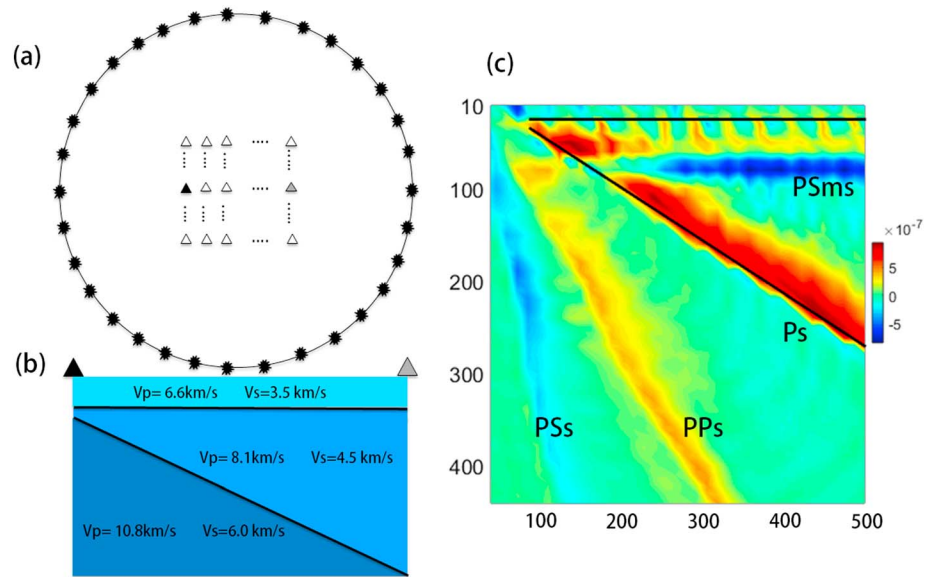 (a)
(b)
Vp= 6.6km/s Vs=3.5 km/s
Vp= 8.1km/s Vs=4.5 km/s
Vp= 10.8km/s Vs=6.0 km/s
(c)
10
100
200
300
400
100 200 300 400 500
PSms
Ps
PSs
PPs
× 10⁻⁷
5
0
-5